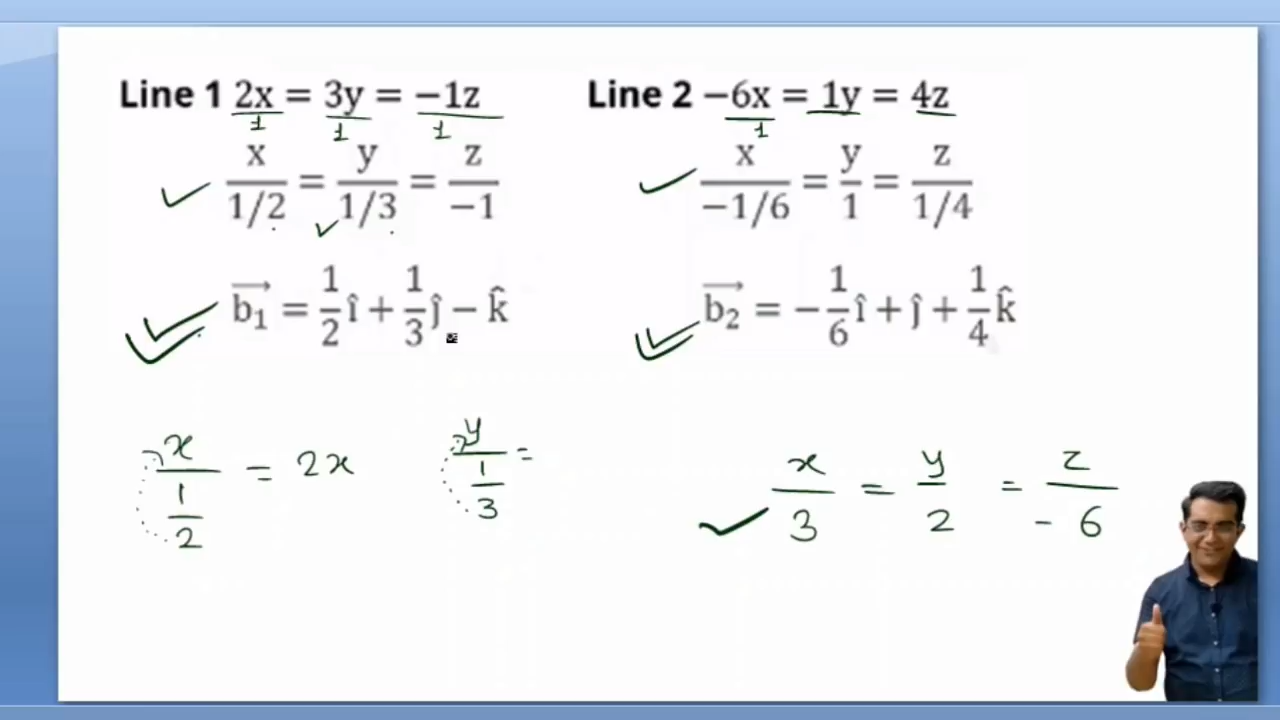 Line 1 2x = 3y = −1z
1 1 1
x/(1/2) = y/(1/3) = z/−1
b₁⃗ = 1/2 î + 1/3 ĵ − k̂
Line 2 −6x = 1y = 4z
1
x/(−1/6) = y/1 = z/(1/4)
b₂⃗ = −1/6 î + ĵ + 1/4 k̂
x/(1/2) = 2x
y/(1/3) =
x/3 = y/2 = z/−6